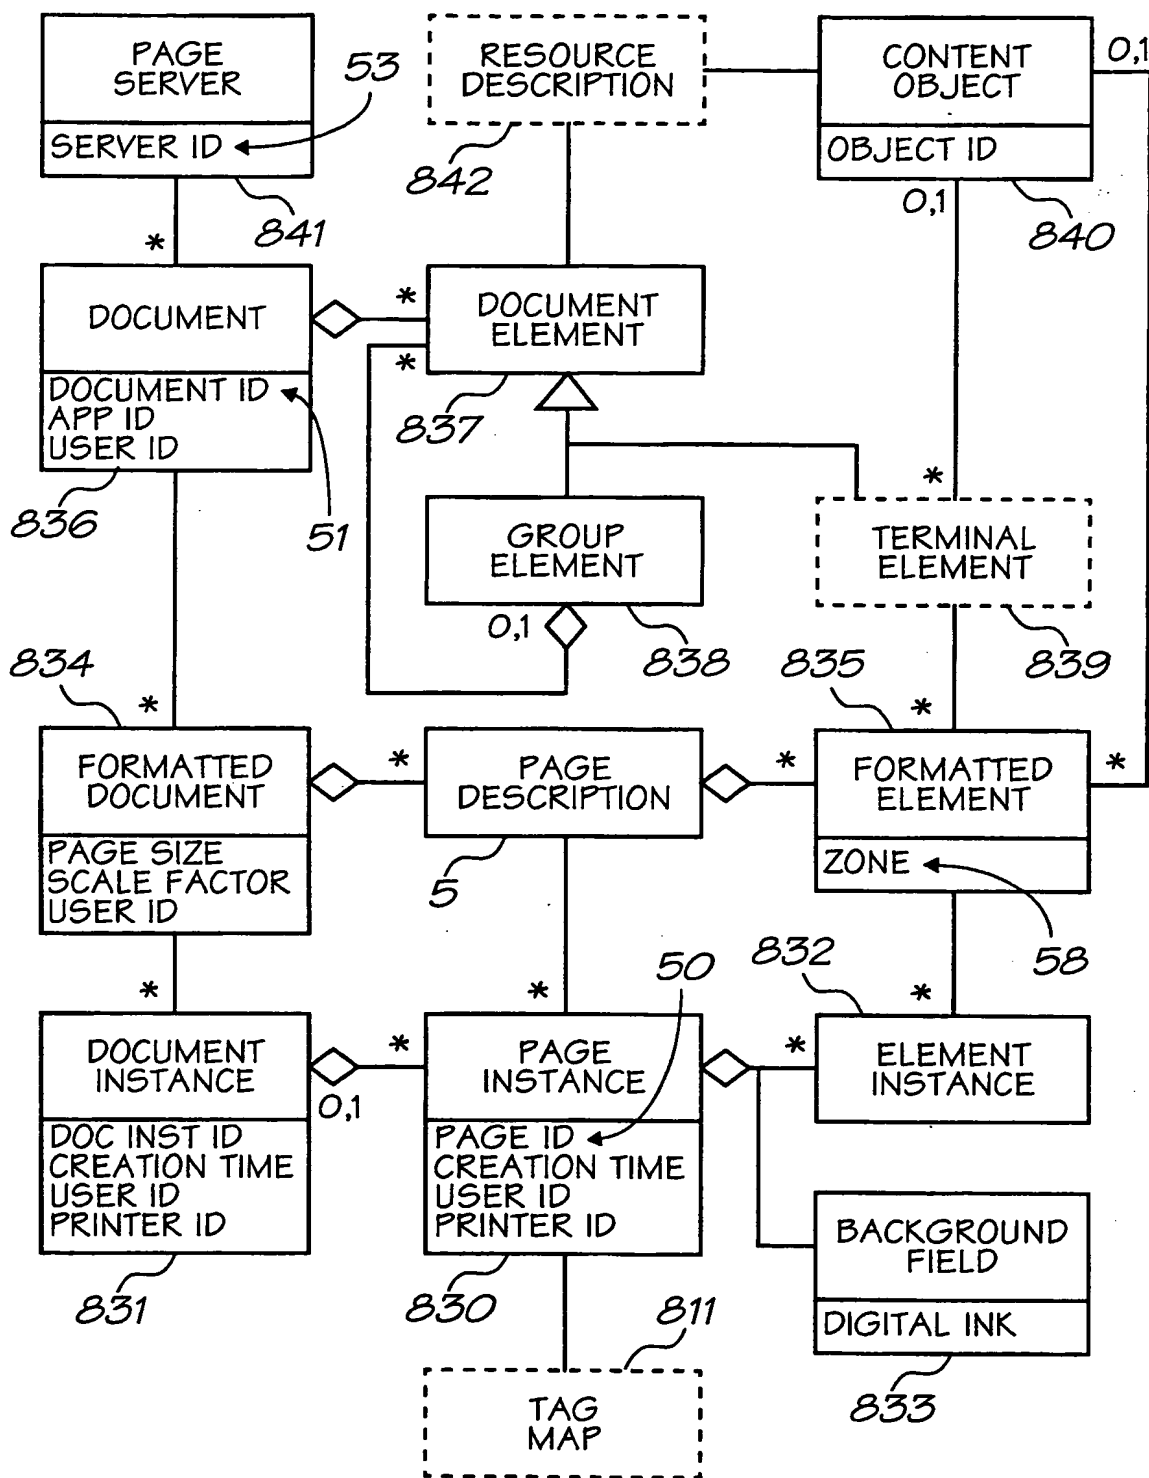 PAGE
SERVER
SERVER ID
53
841
*
RESOURCE
DESCRIPTION
842
CONTENT
OBJECT
OBJECT ID
0,1
0,1
840
DOCUMENT
DOCUMENT ID
APP ID
USER ID
836
51
*
*
DOCUMENT
ELEMENT
837
GROUP
ELEMENT
0,1
838
*
TERMINAL
ELEMENT
839
834
*
FORMATTED
DOCUMENT
PAGE SIZE
SCALE FACTOR
USER ID
*
PAGE
DESCRIPTION
5
835
*
*
*
FORMATTED
ELEMENT
ZONE
58
*
DOCUMENT
INSTANCE
0,1
DOC INST ID
CREATION TIME
USER ID
PRINTER ID
831
50
*
*
PAGE
INSTANCE
PAGE ID
CREATION TIME
USER ID
PRINTER ID
830
832
*
*
ELEMENT
INSTANCE
BACKGROUND
FIELD
DIGITAL INK
833
811
TAG
MAP